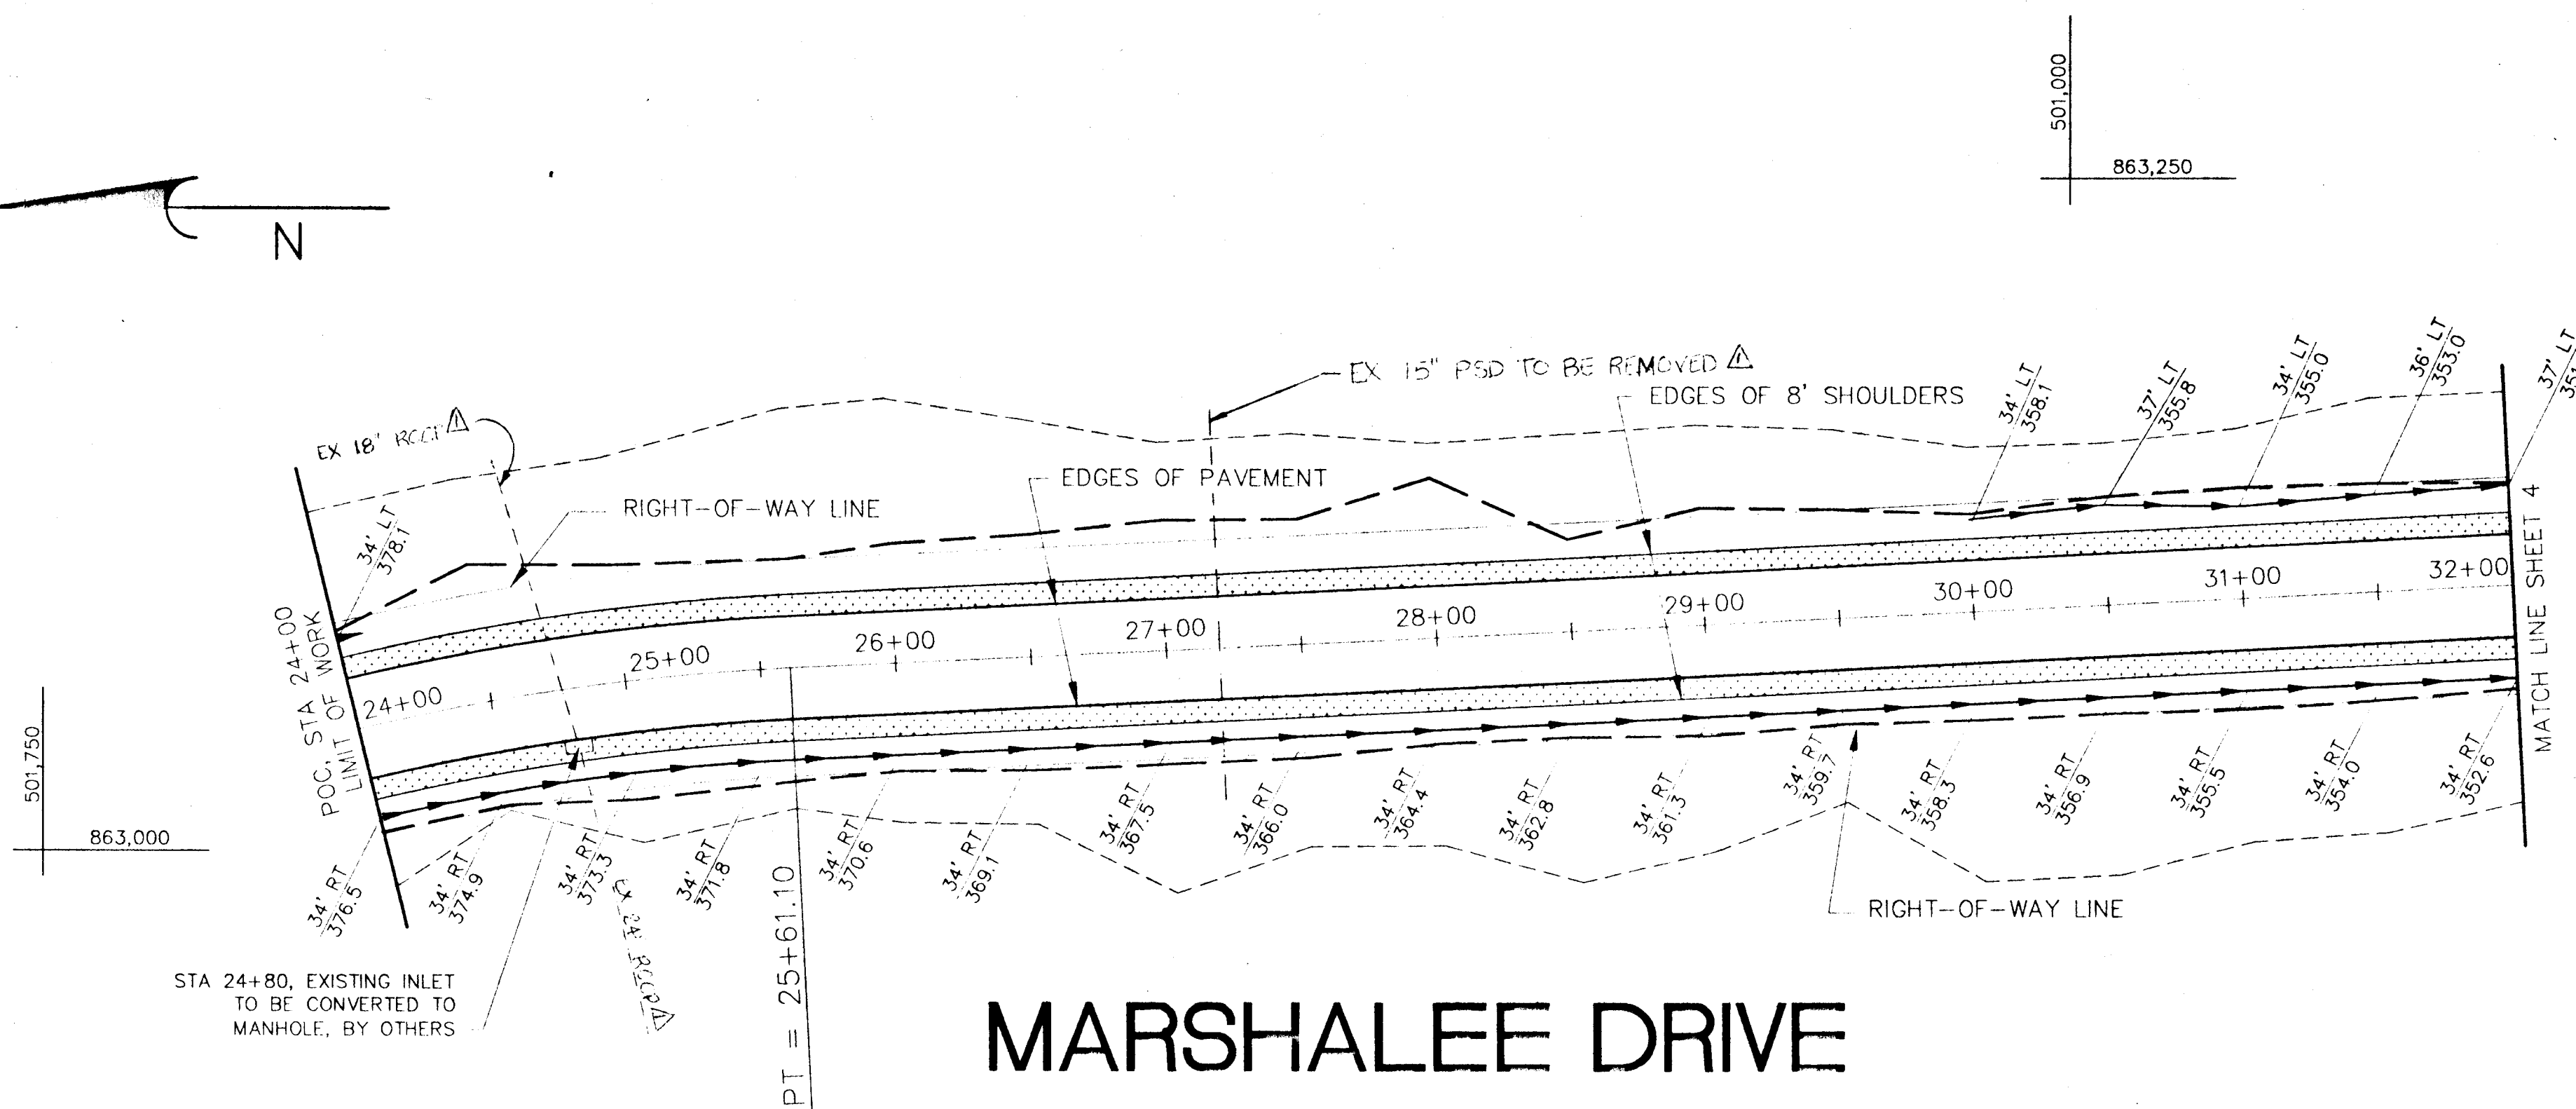 501,000
863,250
N
EX 15" PSD TO BE REMOVED 1
EDGES OF 8' SHOULDERS
34' LT
358.1
37' LT
355.8
34' LT
355.0
36' LT
353.0
37' LT
EX 18" RCCP 1
EDGES OF PAVEMENT
RIGHT-OF-WAY LINE
34' LT
378.1
POC, STA 24+00
LIMIT OF WORK
24+00
25+00
26+00
27+00
28+00
29+00
30+00
31+00
32+00
MATCH LINE SHEET 4
501,750
863,000
34' RT
376.5
34' RT
374.9
34' RT
373.3
34' RT
371.8
34' RT
370.6
34' RT
369.1
34' RT
367.5
34' RT
366.0
34' RT
364.4
34' RT
362.8
34' RT
361.3
34' RT
359.7
34' RT
358.3
34' RT
356.9
34' RT
355.5
34' RT
354.0
34' RT
352.6
EX 24" RCCP 1
PT = 25+61.10
RIGHT-OF-WAY LINE
STA 24+80, EXISTING INLET
TO BE CONVERTED TO
MANHOLE, BY OTHERS
MARSHALEE DRIVE